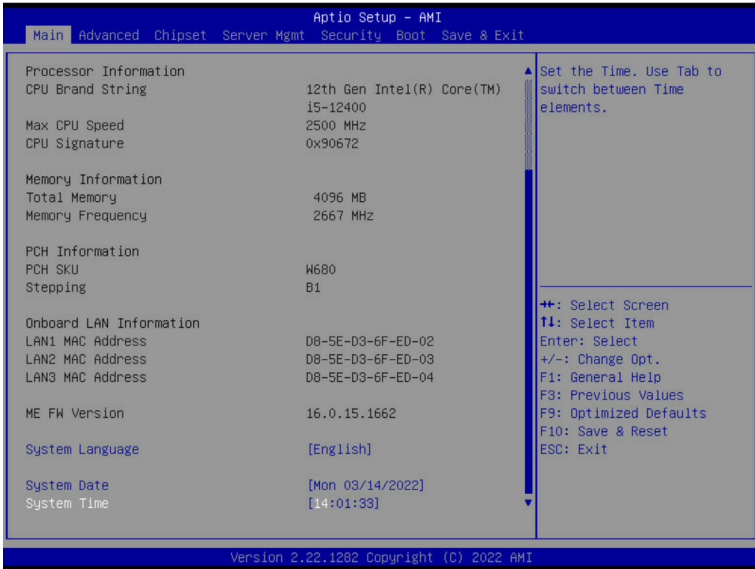 Aptio Setup - AMI
Main Advanced Chipset Server Mgmt Security Boot Save & Exit
Processor Information
CPU Brand String 12th Gen Intel(R) Core(TM)
i5-12400
Max CPU Speed 2500 MHz
CPU Signature 0x90672
Memory Information
Total Memory 4096 MB
Memory Frequency 2667 MHz
PCH Information
PCH SKU W680
Stepping B1
Onboard LAN Information
LAN1 MAC Address D8-5E-D3-6F-ED-02
LAN2 MAC Address D8-5E-D3-6F-ED-03
LAN3 MAC Address D8-5E-D3-6F-ED-04
ME FW Version 16.0.15.1662
System Language [English]
System Date [Mon 03/14/2022]
System Time [14:01:33]
Set the Time. Use Tab to
switch between Time
elements.
→←: Select Screen
↑↓: Select Item
Enter: Select
+/-: Change Opt.
F1: General Help
F3: Previous Values
F9: Optimized Defaults
F10: Save & Reset
ESC: Exit
Version 2.22.1282 Copyright (C) 2022 AMI